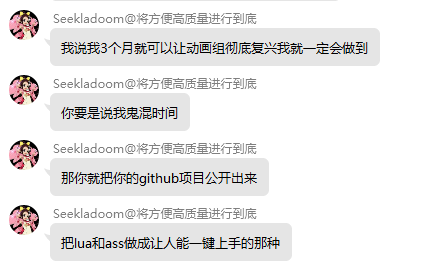 Seekladoom@将方便高质量进行到底
我说我3个月就可以让动画组彻底复兴我就一定会做到
Seekladoom@将方便高质量进行到底
你要是说我鬼混时间
Seekladoom@将方便高质量进行到底
那你就把你的github项目公开出来
Seekladoom@将方便高质量进行到底
把lua和ass做成让人能一键上手的那种